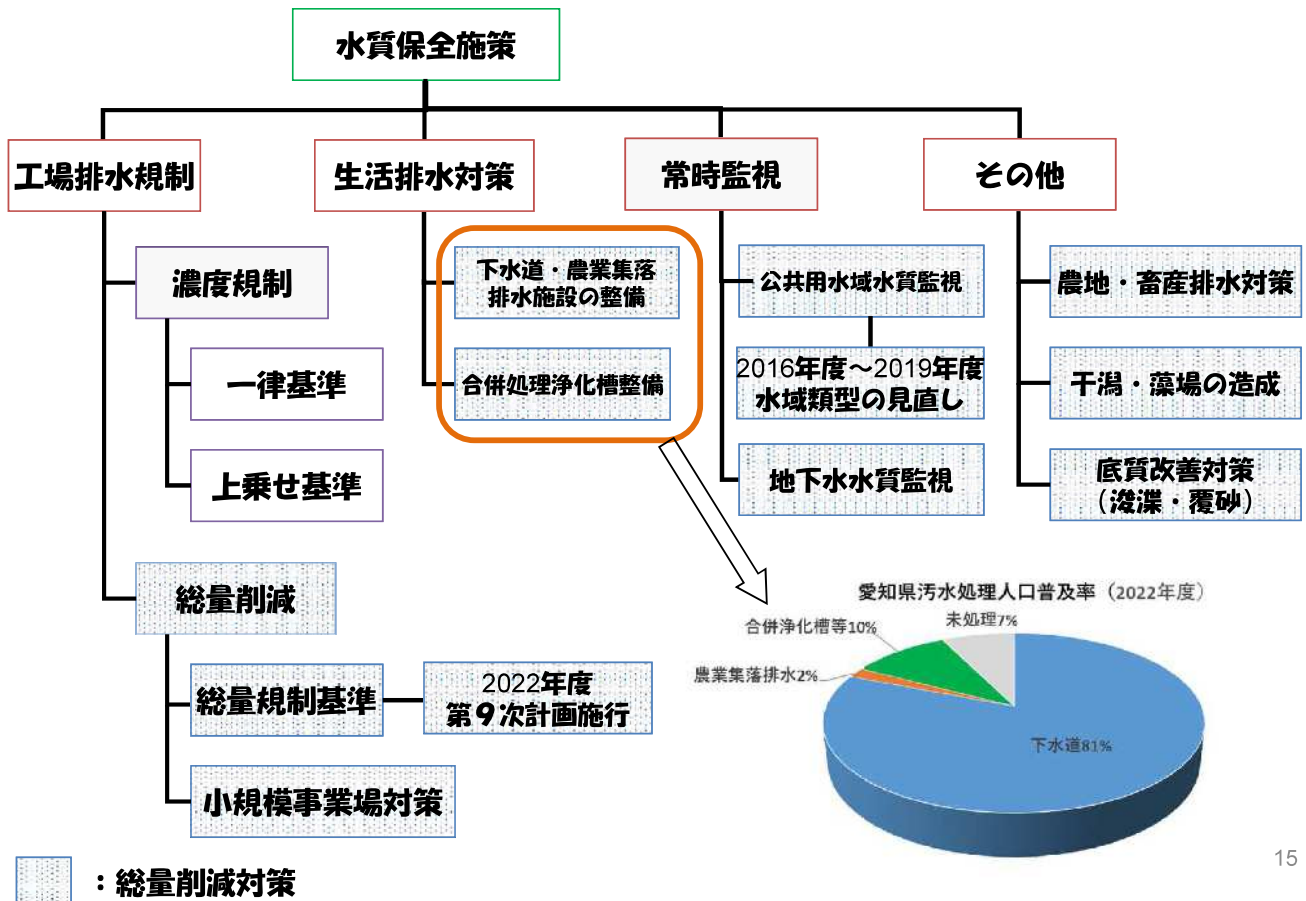 水質保全施策
工場排水規制
生活排水対策
常時監視
その他
濃度規制
一律基準
上乗せ基準
総量削減
総量規制基準
2022年度
第９次計画施行
小規模事業場対策
下水道・農業集落
排水施設の整備
合併処理浄化槽整備
公共用水域水質監視
2016年度～2019年度
水域類型の見直し
地下水水質監視
農地・畜産排水対策
干潟・藻場の造成
底質改善対策
（浚渫・覆砂）
愛知県汚水処理人口普及率（2022年度）
合併浄化槽等10%
未処理7%
農業集落排水2%
下水道81%
：総量削減対策
15